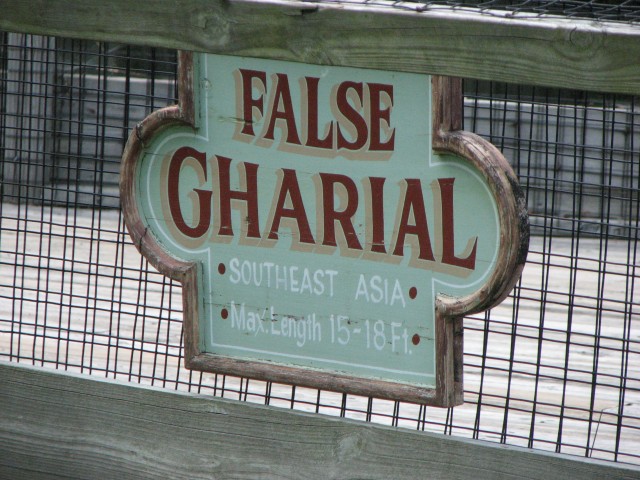 FALSE
GHARIAL
• SOUTHEAST ASIA •
• Max. Length 15-18 Ft. •